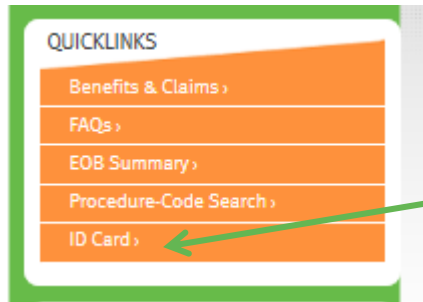 QUICKLINKS
Benefits & Claims ›
FAQs ›
EOB Summary ›
Procedure-Code Search ›
ID Card ›